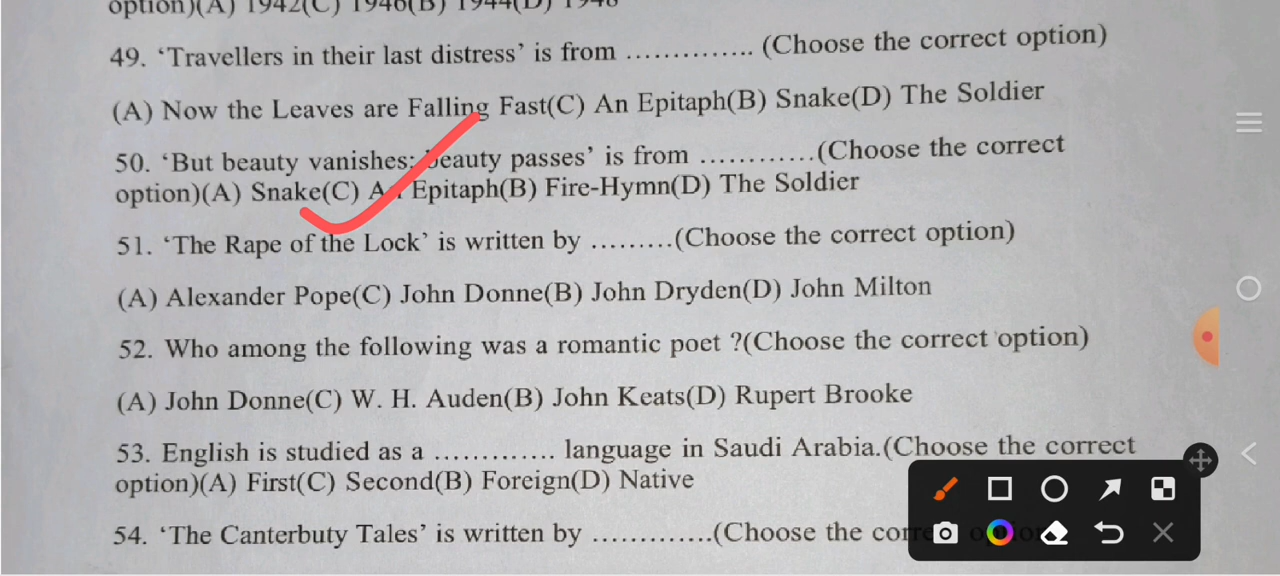 option)(A) 1942(C) 1946(B) 1944(D) 1948
49. ‘Travellers in their last distress’ is from .............. (Choose the correct option)
(A) Now the Leaves are Falling Fast(C) An Epitaph(B) Snake(D) The Soldier
50. ‘But beauty vanishes; beauty passes’ is from ............(Choose the correct
option)(A) Snake(C) An Epitaph(B) Fire-Hymn(D) The Soldier
51. ‘The Rape of the Lock’ is written by .........(Choose the correct option)
(A) Alexander Pope(C) John Donne(B) John Dryden(D) John Milton
52. Who among the following was a romantic poet ?(Choose the correct option)
(A) John Donne(C) W. H. Auden(B) John Keats(D) Rupert Brooke
53. English is studied as a ............. language in Saudi Arabia.(Choose the correct
option)(A) First(C) Second(B) Foreign(D) Native
54. ‘The Canterbuty Tales’ is written by .............(Choose the correct